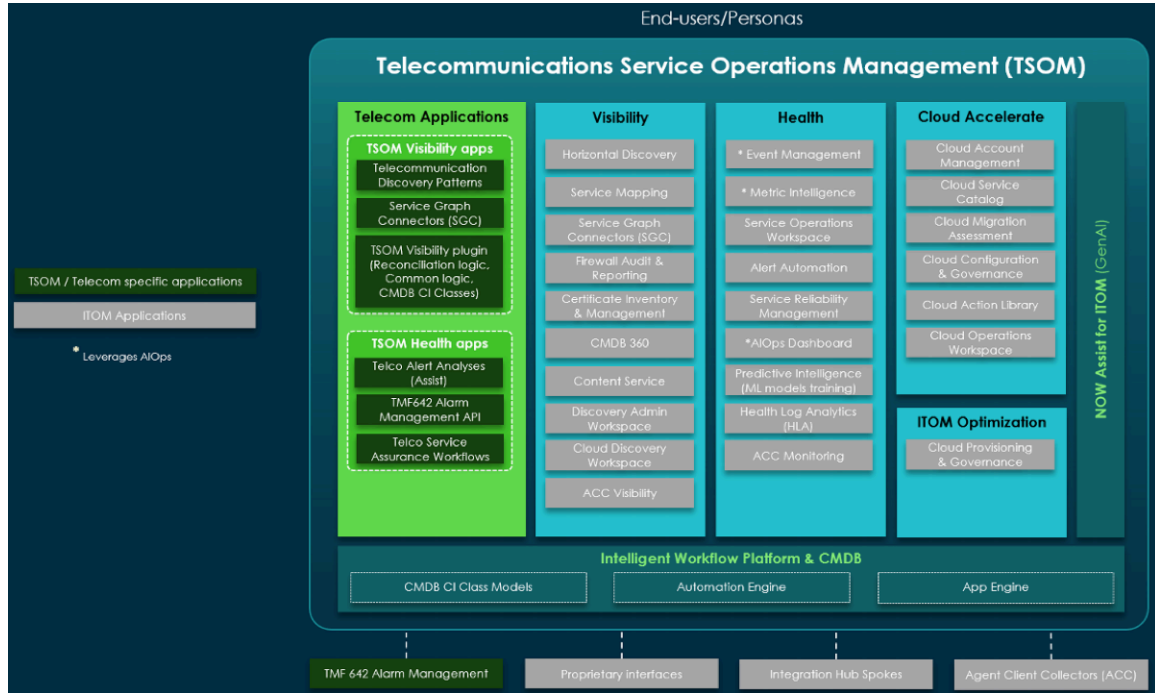 End-users/Personas
Telecommunications Service Operations Management (TSOM)
Telecom Applications
TSOM Visibility apps
Telecommunication
Discovery Patterns
Service Graph
Connectors (SGC)
TSOM Visibility plugin
(Reconciliation logic,
Common logic,
CMDB CI Classes)
TSOM Health apps
Telco Alert Analyses
(Assist)
TMF642 Alarm
Management API
Telco Service
Assurance Workflows
Visibility
Horizontal Discovery
Service Mapping
Service Graph
Connectors (SGC)
Firewall Audit &
Reporting
Certificate Inventory
& Management
CMDB 360
Content Service
Discovery Admin
Workspace
Cloud Discovery
Workspace
ACC Visibility
Health
* Event Management
* Metric Intelligence
Service Operations
Workspace
Alert Automation
Service Reliability
Management
*AIOps Dashboard
Predictive Intelligence
(ML models training)
Health Log Analytics
(HLA)
ACC Monitoring
Cloud Accelerate
Cloud Account
Management
Cloud Service
Catalog
Cloud Migration
Assessment
Cloud Configuration
& Governance
Cloud Action Library
Cloud Operations
Workspace
ITOM Optimization
Cloud Provisioning
& Governance
NOW Assist for ITOM (GenAI)
TSOM / Telecom specific applications
ITOM Applications
* Leverages AIOps
Intelligent Workflow Platform & CMDB
CMDB CI Class Models
Automation Engine
App Engine
TMF 642 Alarm Management
Proprietary Interfaces
Integration Hub Spokes
Agent Client Collectors (ACC)